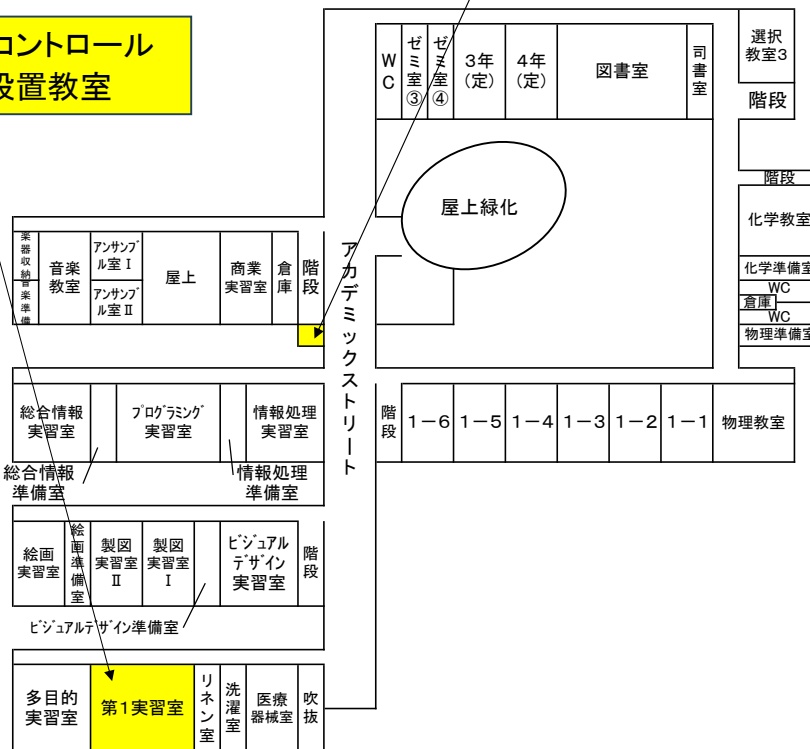 コントロール
設置教室
WC
ゼミ室③
ゼミ室④
3年
(定)
4年
(定)
図書室
司書室
選択
教室3
階段
屋上緑化
階段
化学教室
化学準備室
WC
倉庫
WC
物理準備室
楽器収納
音楽準備
音楽
教室
アンサンブ
ル室Ⅰ
アンサンブ
ル室Ⅱ
屋上
商業
実習室
倉庫
階段
アカデミックストリート
総合情報
実習室
プログラミング
実習室
情報処理
実習室
総合情報
準備室
情報処理
準備室
階段
1-6
1-5
1-4
1-3
1-2
1-1
物理教室
絵画
実習室
絵画準備室
製図
実習室
Ⅱ
製図
実習室
Ⅰ
ビジュアル
デザイン
実習室
階段
ビジュアルデザイン準備室
多目的
実習室
第1実習室
リネン室
洗濯室
医療
器械室
吹抜